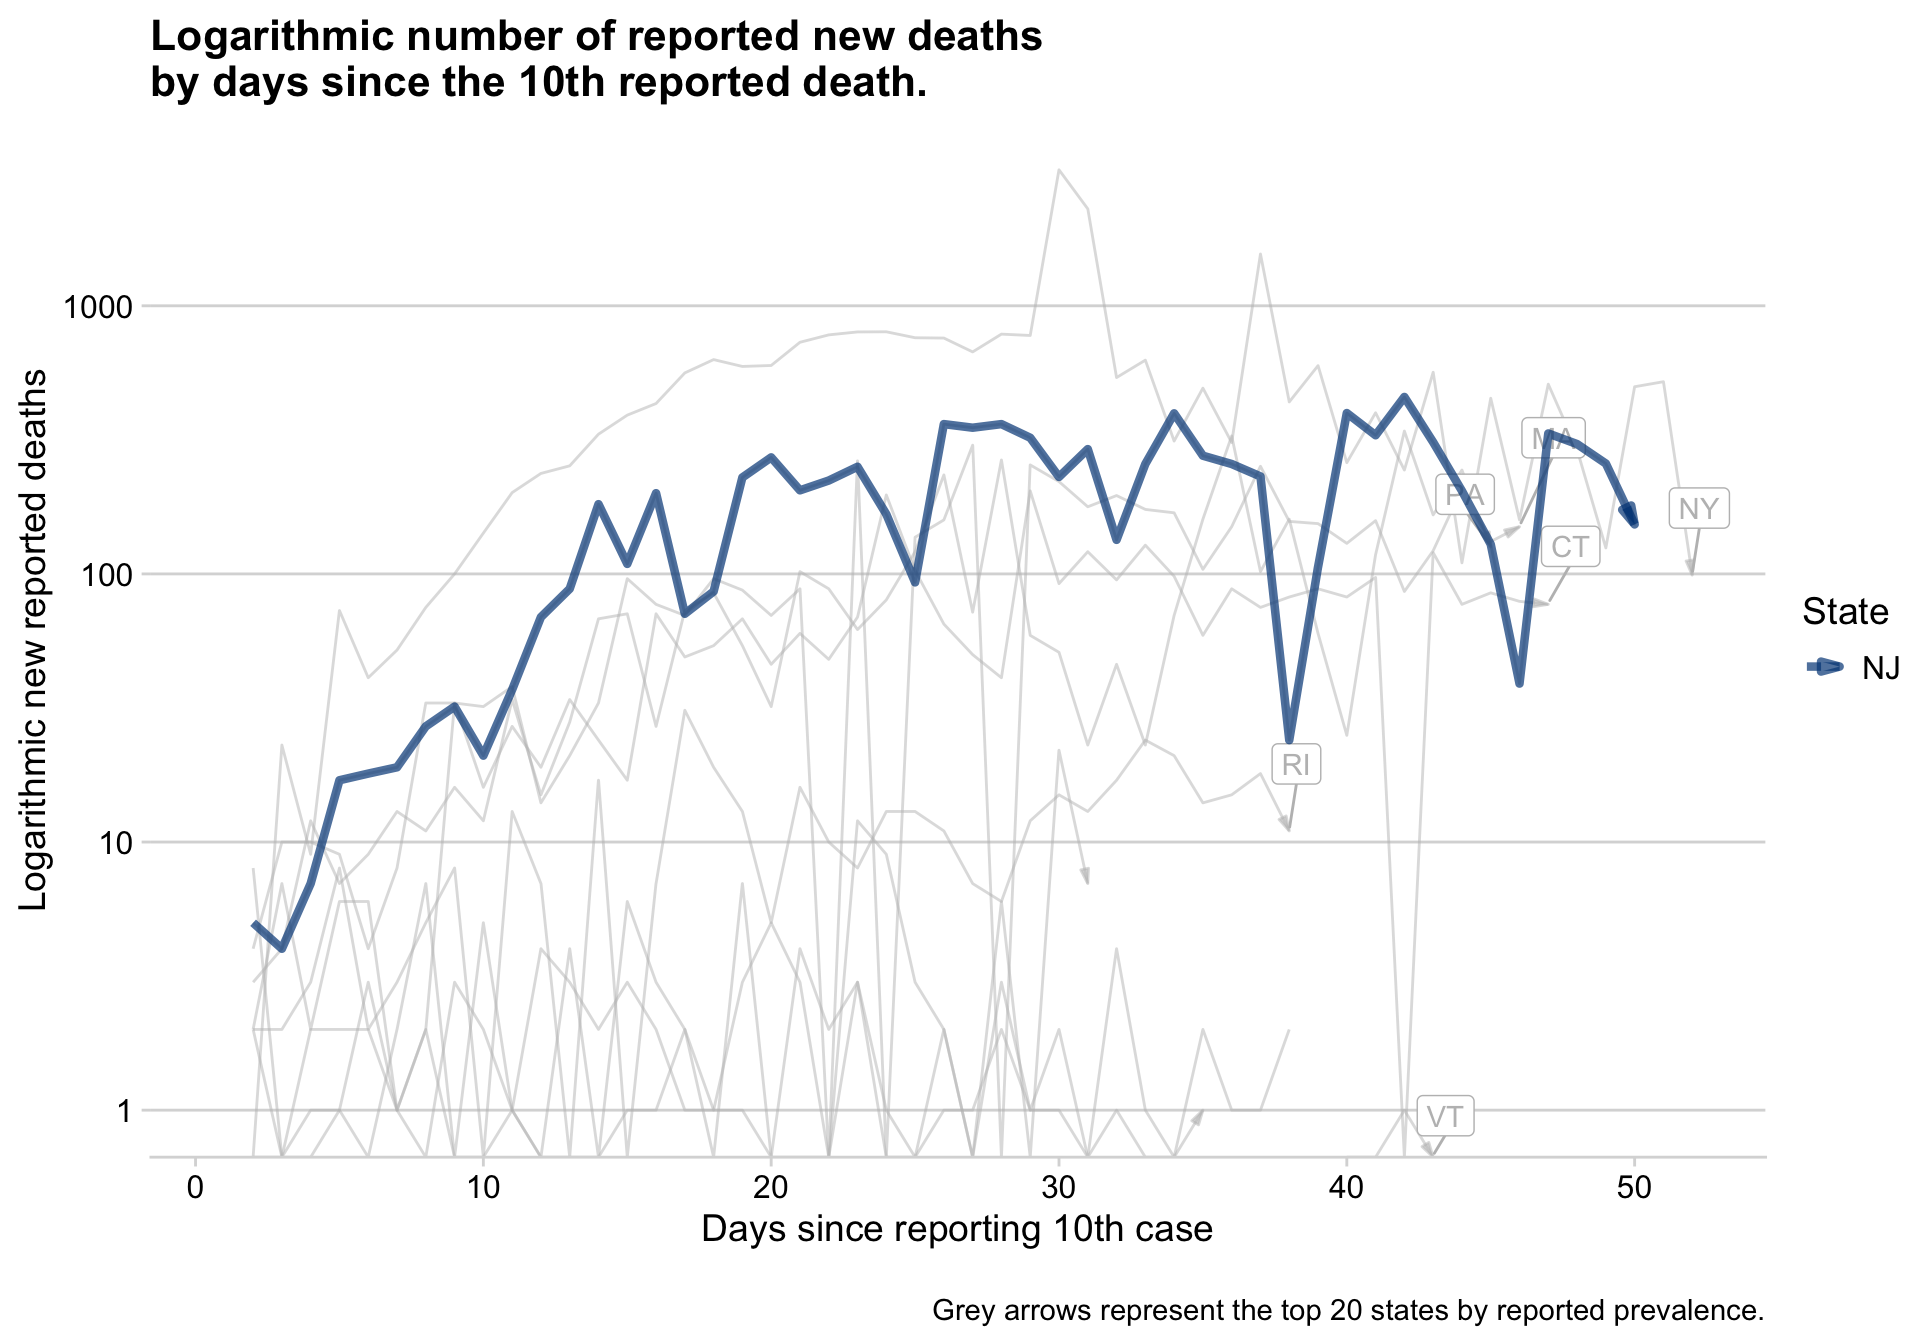 Logarithmic number of reported new deaths
by days since the 10th reported death.
Logarithmic new reported deaths
1000
100
10
1
MA
PA
NY
CT
RI
VT
State
NJ
0 10 20 30 40 50
Days since reporting 10th case
Grey arrows represent the top 20 states by reported prevalence.